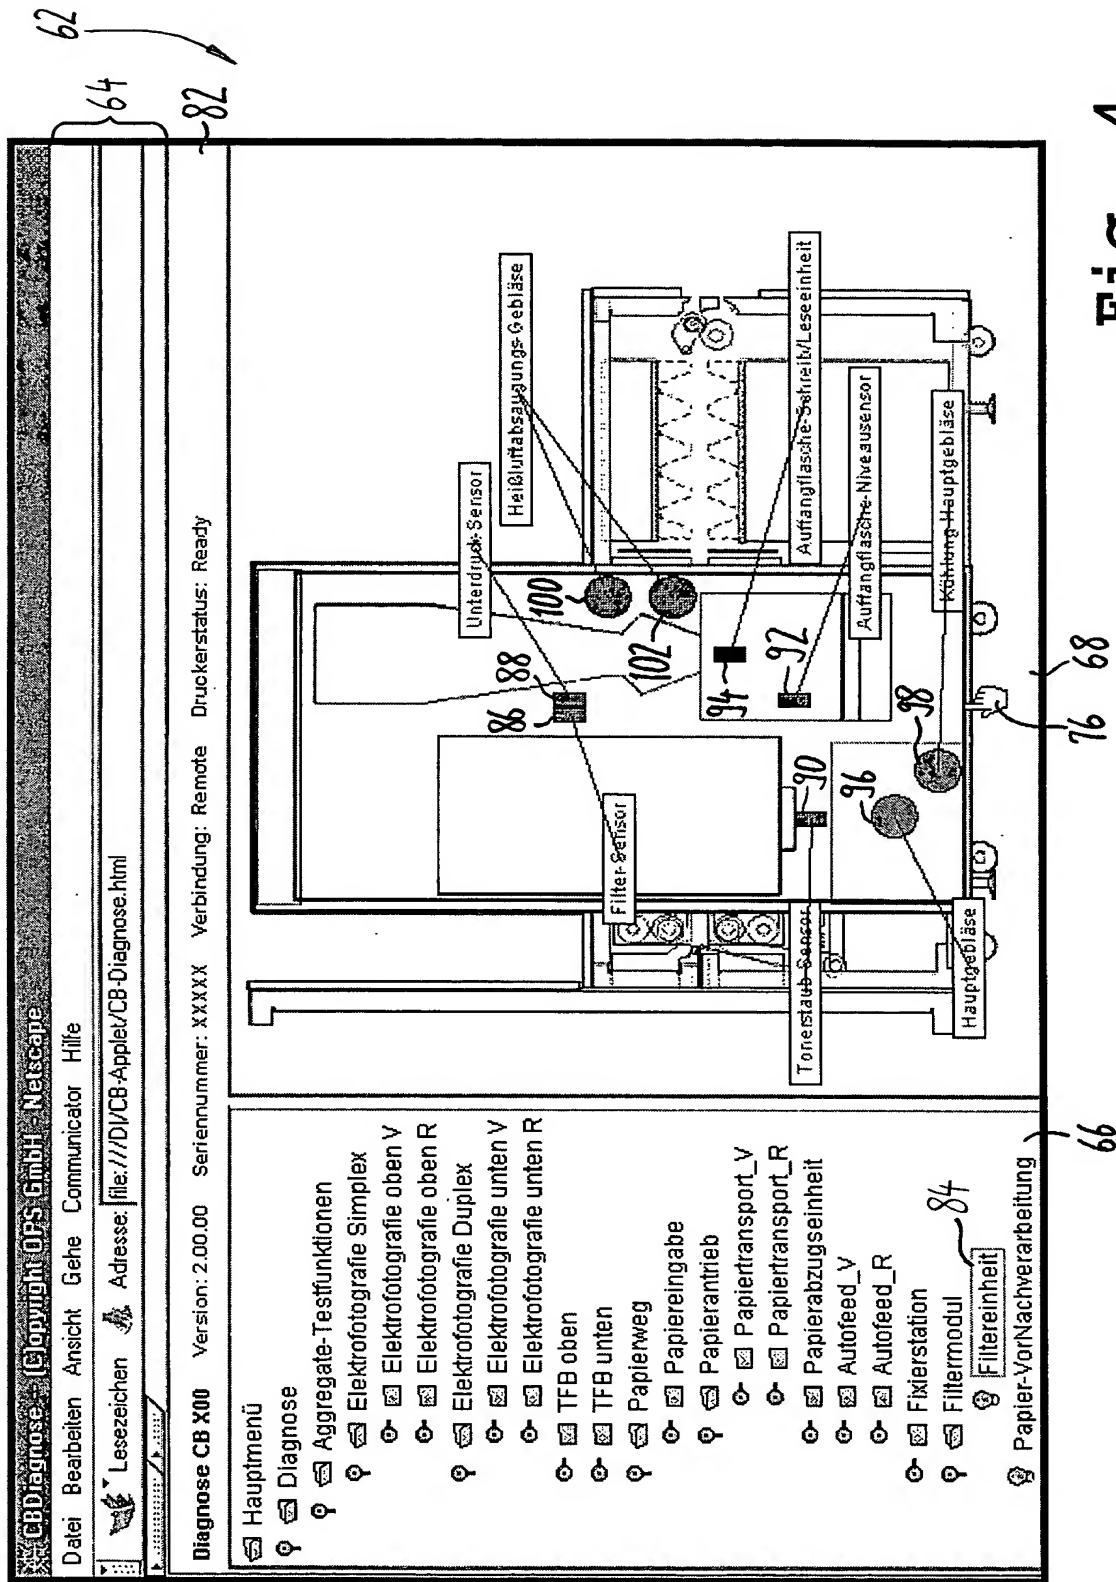 62
64
CBDiagnose - (C)opyright OPS GmbH - Netscape
Datei Bearbeiten Ansicht Gehe Communicator Hilfe
Lesezeichen Adresse: file:///D|/CB-Applet/CB-Diagnose.html
82
Diagnose CB X00 Version: 2.00.00 Seriennummer: XXXXX Verbindung: Remote Druckerstatus: Ready
Hauptmenü
Diagnose
Aggregate-Testfunktionen
Elektrofotografie Simplex
Elektrofotografie oben V
Elektrofotografie oben R
Elektrofotografie Duplex
Elektrofotografie unten V
Elektrofotografie unten R
TFB oben
TFB unten
Papierweg
Papiereingabe
Papierantrieb
Papiertransport_V
Papiertransport_R
Papierabzugseinheit
Autofeed_V
Autofeed_R
Fixierstation
Filtermodul
Filtereinheit
84
Papier-VorNachverarbeitung
66
Unterdruck-Sensor
Heißluftabsaugungs-Gebläse
100
86 88
102
Filter-Sensor
94
Auffangflasche-Schreib/Leseeinheit
92
Auffangflasche-Niveausensor
90
Tonerstaub-Sensor
96
98
Kühlung Hauptgebläse
Hauptgebläse
76
68
Fig. 4